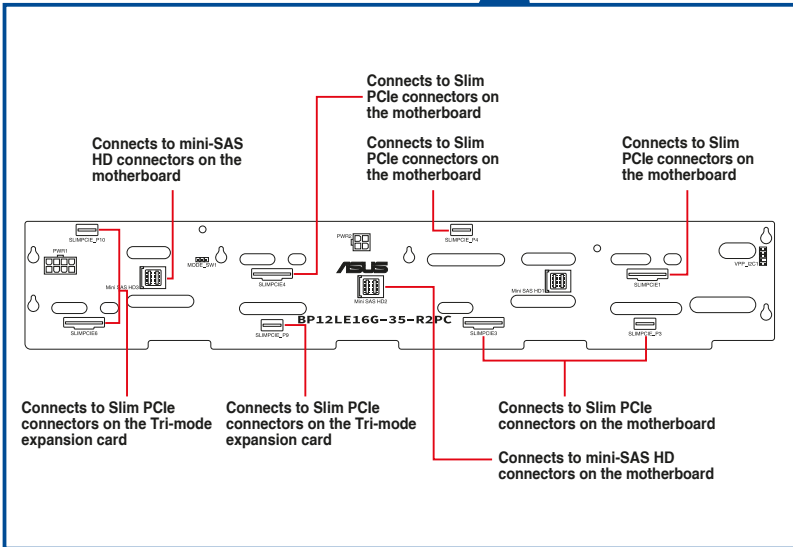 Connects to Slim
PCIe connectors on
the motherboard
Connects to mini-SAS
HD connectors on the
motherboard
Connects to Slim
PCIe connectors on
the motherboard
Connects to Slim
PCIe connectors on
the motherboard
SLIMPCIE_P10
PWR1
MODE_SW1
PWR2
SLIMPCIE_P4
VPP_I2C1
Mini SAS HD3
SLIMPCIE4
ASUS
Mini SAS HD2
Mini SAS HD1
SLIMPCIE1
BP12LE16G-35-R2PC
SLIMPCIE6
SLIMPCIE_P9
SLIMPCIE3
SLIMPCIE_P3
Connects to Slim PCIe
connectors on the Tri-mode
expansion card
Connects to Slim PCIe
connectors on the Tri-mode
expansion card
Connects to Slim PCIe
connectors on the motherboard
Connects to mini-SAS HD
connectors on the motherboard